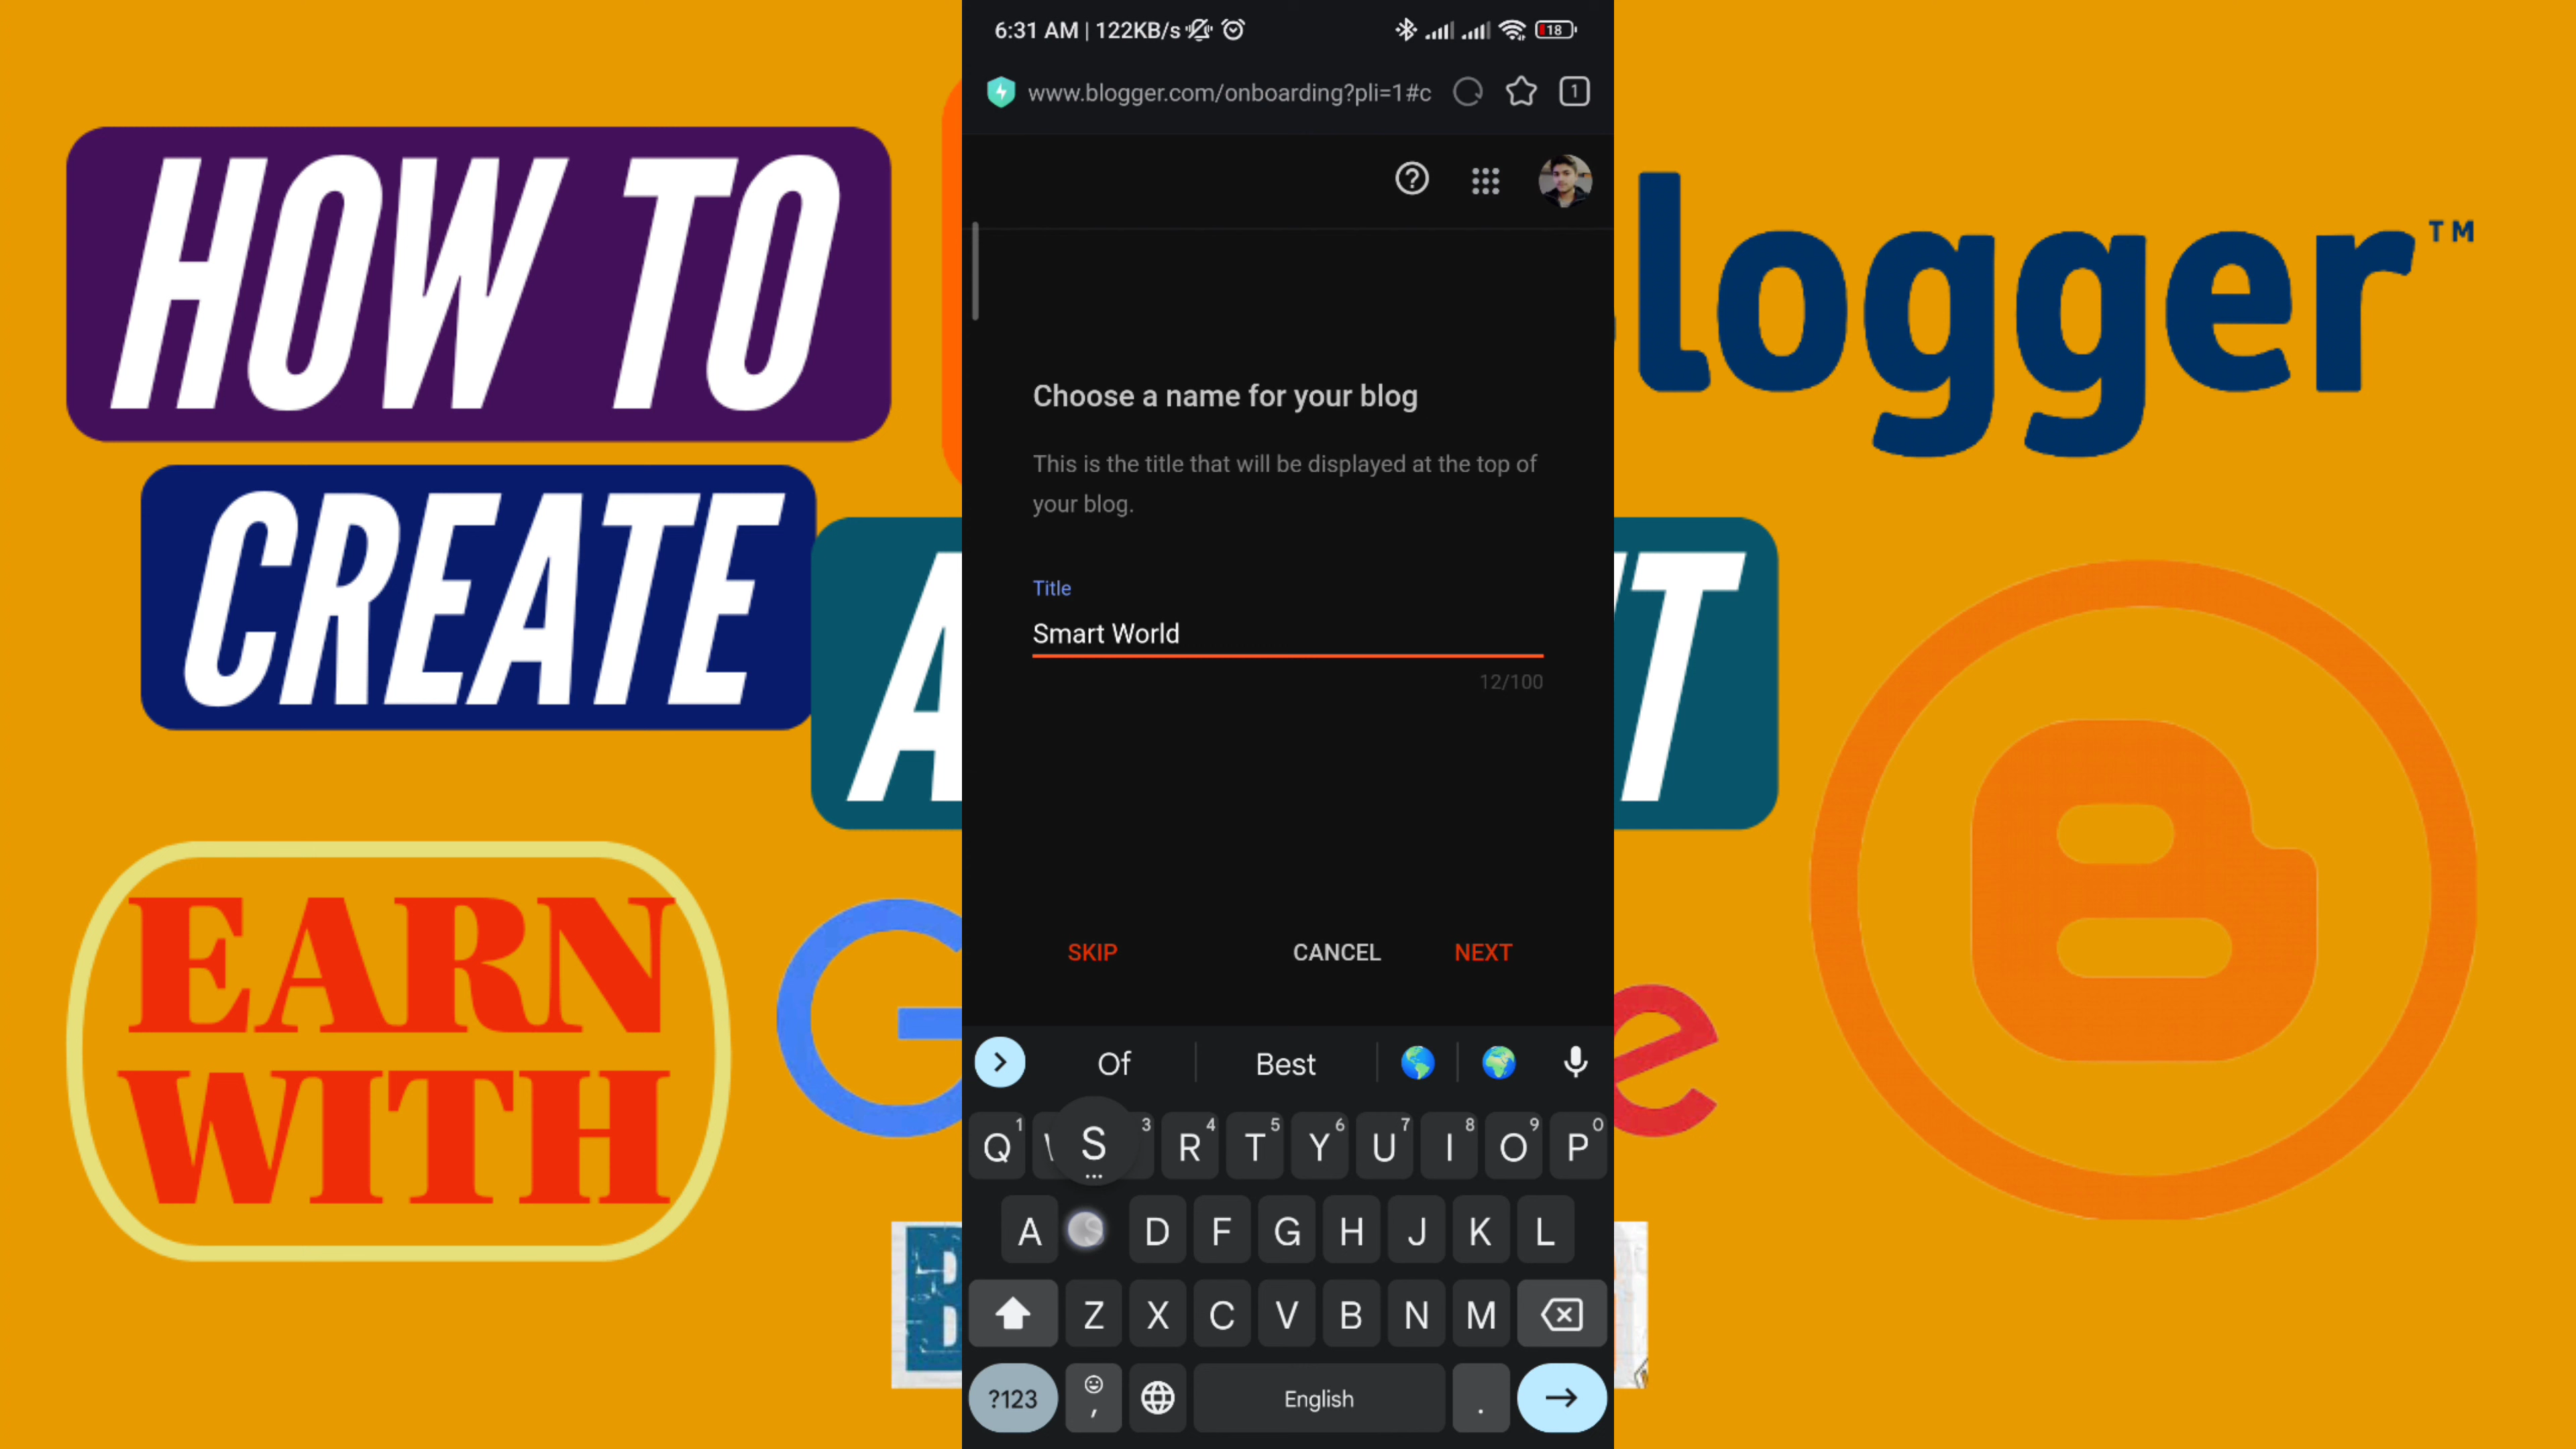 6:31 AM | 122KB/s
18
www.blogger.com/onboarding?pli=1#c
1
HOW TO
logger™
CREATE
A
T
EARN
WITH
G
e
Choose a name for your blog
This is the title that will be displayed at the top of
your blog.
Title
Smart World
12/100
SKIP CANCEL NEXT
Of Best
Q 1 S 3 R 4 T 5 Y 6 U 7 I 8 O 9 P 0
A S D F G H J K L
Z X C V B N M
?123 , English .